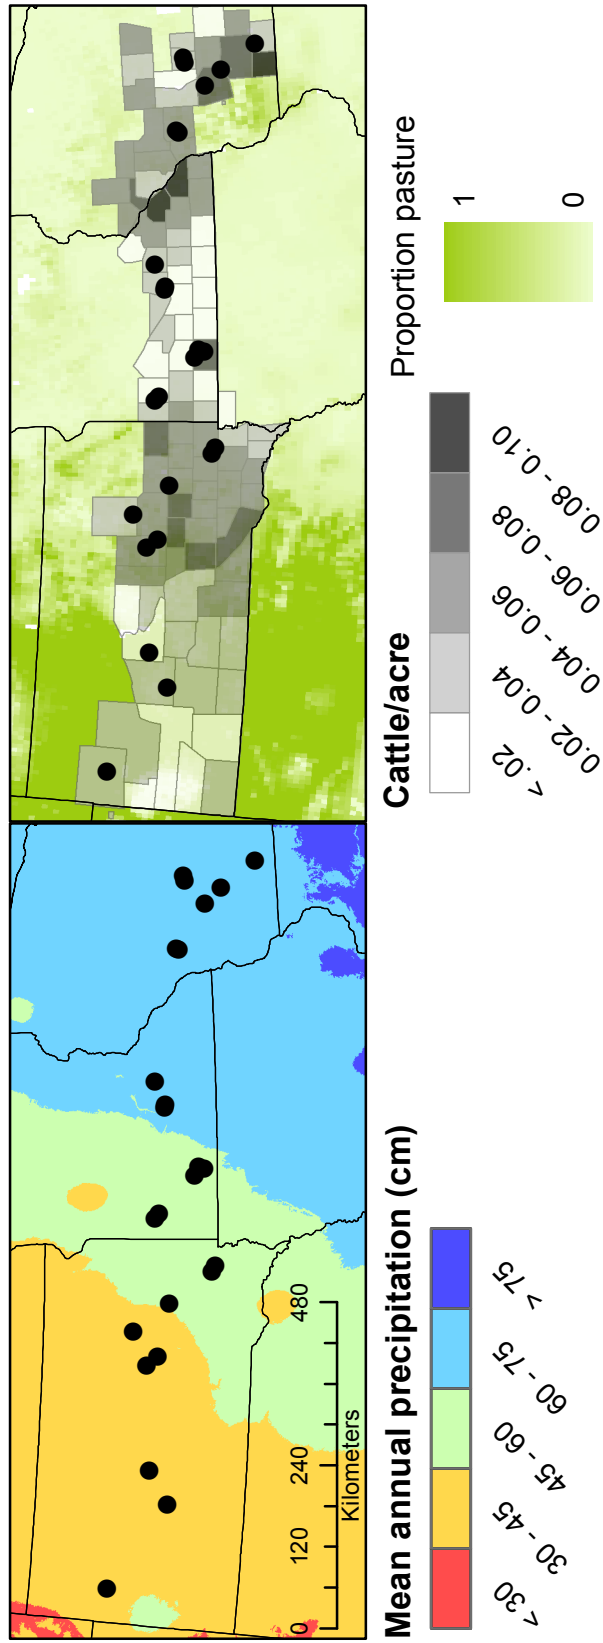 0 120 240 480
Kilometers
Mean annual precipitation (cm)
< 30
30 - 45
45 - 60
60 - 75
> 75
Cattle/acre
< .02
0.02 - 0.04
0.04 - 0.06
0.06 - 0.08
0.08 - 0.10
Proportion pasture
1
0